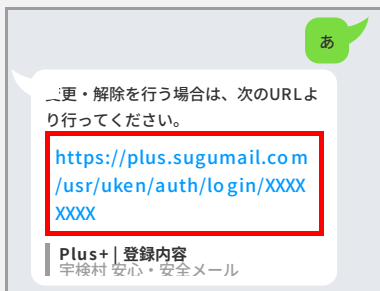 あ
変更・解除を行う場合は、次のURLよ
り行ってください。
https://plus.sugumail.com
/usr/uken/auth/login/XXXX
XXXX
Plus+ | 登録内容
宇検村 安心・安全メール